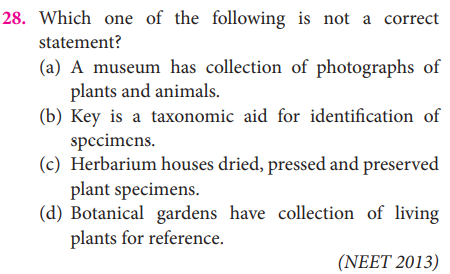 28. Which one of the following is not a correct
statement?
(a) A museum has collection of photographs of
plants and animals.
(b) Key is a taxonomic aid for identification of
specimens.
(c) Herbarium houses dried, pressed and preserved
plant specimens.
(d) Botanical gardens have collection of living
plants for reference.
(NEET 2013)